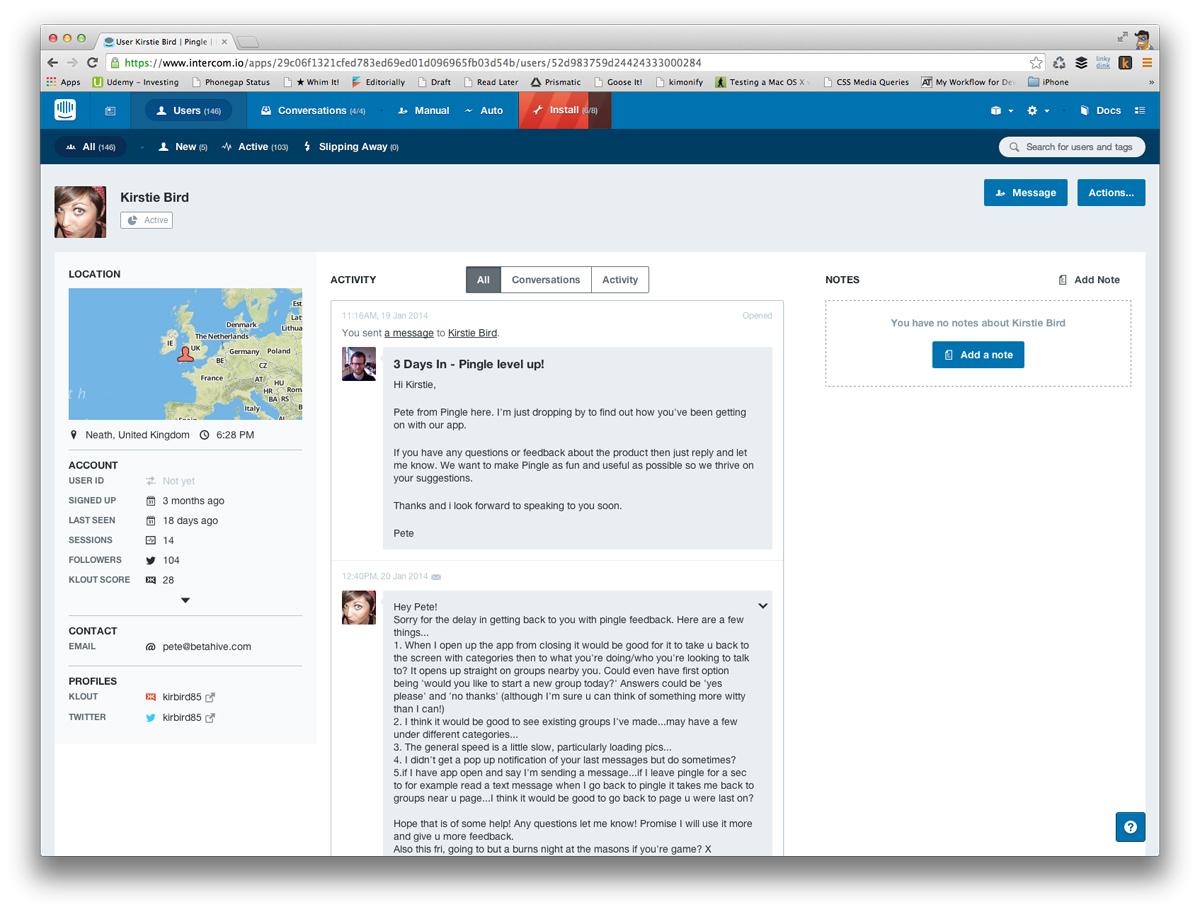 User Kirstie Bird | Pingle |
https://www.intercom.io/apps/29c06f1321cfed783ed69ed01d096965fb03d54b/users/52d983759d24424333000284
Apps Udemy – Investing Phonegap Status ★ Whim It! Editorially Draft Read Later Prismatic Goose It! kimonify Testing a Mac OS X CSS Media Queries AT My Workflow for Dev iPhone »
linky dink
Users (146) Conversations (4/4) Manual Auto Install (6/8) Docs
All (146) New (5) Active (103) Slipping Away (0) Search for users and tags
Kirstie Bird
Active
Message Actions...
LOCATION
Denmark
The Netherlands
Lithua
IE UK
BE Germany Poland
CZ
France AT HU
HR Rom
BA RS
Italy
Neath, United Kingdom 6:28 PM
ACCOUNT
USER ID Not yet
SIGNED UP 3 months ago
LAST SEEN 18 days ago
SESSIONS 14
FOLLOWERS 104
KLOUT SCORE 28
CONTACT
EMAIL @ pete@betahive.com
PROFILES
KLOUT kirbird85
TWITTER kirbird85
ACTIVITY All Conversations Activity
11:16AM, 19 Jan 2014 Opened
You sent a message to Kirstie Bird.
3 Days In - Pingle level up!
Hi Kirstie,
Pete from Pingle here. I'm just dropping by to find out how you've been getting
on with our app.
If you have any questions or feedback about the product then just reply and let
me know. We want to make Pingle as fun and useful as possible so we thrive on
your suggestions.
Thanks and i look forward to speaking to you soon.
Pete
12:40PM, 20 Jan 2014
Hey Pete!
Sorry for the delay in getting back to you with pingle feedback. Here are a few
things...
1. When I open up the app from closing it would be good for it to take u back to
the screen with categories then to what you're doing/who you're looking to talk
to? It opens up straight on groups nearby you. Could even have first option
being 'would you like to start a new group today?' Answers could be 'yes
please' and 'no thanks' (although I'm sure u can think of something more witty
than I can!)
2. I think it would be good to see existing groups I've made...may have a few
under different categories...
3. The general speed is a little slow, particularly loading pics...
4. I didn't get a pop up notification of your last messages but do sometimes?
5.if I have app open and say I'm sending a message...if I leave pingle for a sec
to for example read a text message when I go back to pingle it takes me back to
groups near u page...I think it would be good to go back to page u were last on?
Hope that is of some help! Any questions let me know! Promise I will use it more
and give u more feedback.
Also this fri, going to but a burns night at the masons if you're game? X
NOTES Add Note
You have no notes about Kirstie Bird
Add a note
?